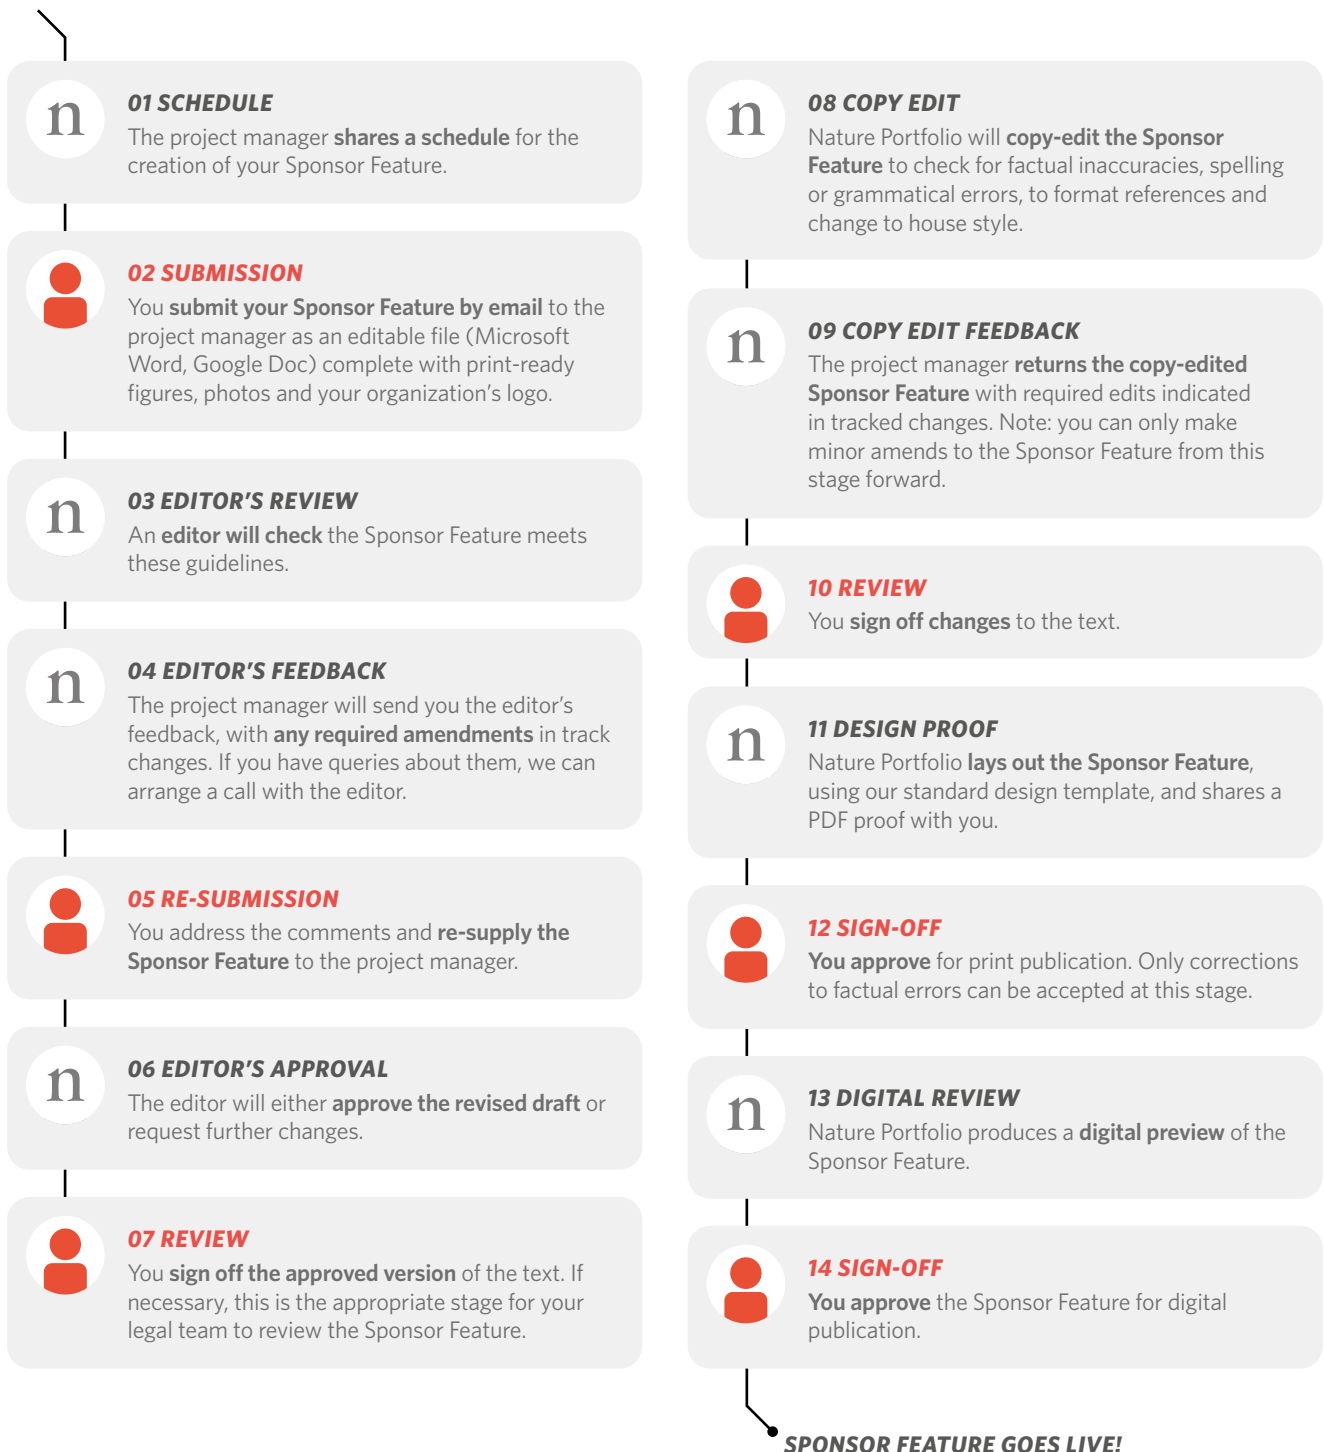 n
01 SCHEDULE
The project manager shares a schedule for the
creation of your Sponsor Feature.
02 SUBMISSION
You submit your Sponsor Feature by email to the
project manager as an editable file (Microsoft
Word, Google Doc) complete with print-ready
figures, photos and your organization’s logo.
n
03 EDITOR’S REVIEW
An editor will check the Sponsor Feature meets
these guidelines.
n
04 EDITOR’S FEEDBACK
The project manager will send you the editor’s
feedback, with any required amendments in track
changes. If you have queries about them, we can
arrange a call with the editor.
05 RE-SUBMISSION
You address the comments and re-supply the
Sponsor Feature to the project manager.
n
06 EDITOR’S APPROVAL
The editor will either approve the revised draft or
request further changes.
07 REVIEW
You sign off the approved version of the text. If
necessary, this is the appropriate stage for your
legal team to review the Sponsor Feature.
n
08 COPY EDIT
Nature Portfolio will copy-edit the Sponsor
Feature to check for factual inaccuracies, spelling
or grammatical errors, to format references and
change to house style.
n
09 COPY EDIT FEEDBACK
The project manager returns the copy-edited
Sponsor Feature with required edits indicated
in tracked changes. Note: you can only make
minor amends to the Sponsor Feature from this
stage forward.
10 REVIEW
You sign off changes to the text.
n
11 DESIGN PROOF
Nature Portfolio lays out the Sponsor Feature,
using our standard design template, and shares a
PDF proof with you.
12 SIGN-OFF
You approve for print publication. Only corrections
to factual errors can be accepted at this stage.
n
13 DIGITAL REVIEW
Nature Portfolio produces a digital preview of the
Sponsor Feature.
14 SIGN-OFF
You approve the Sponsor Feature for digital
publication.
SPONSOR FEATURE GOES LIVE!